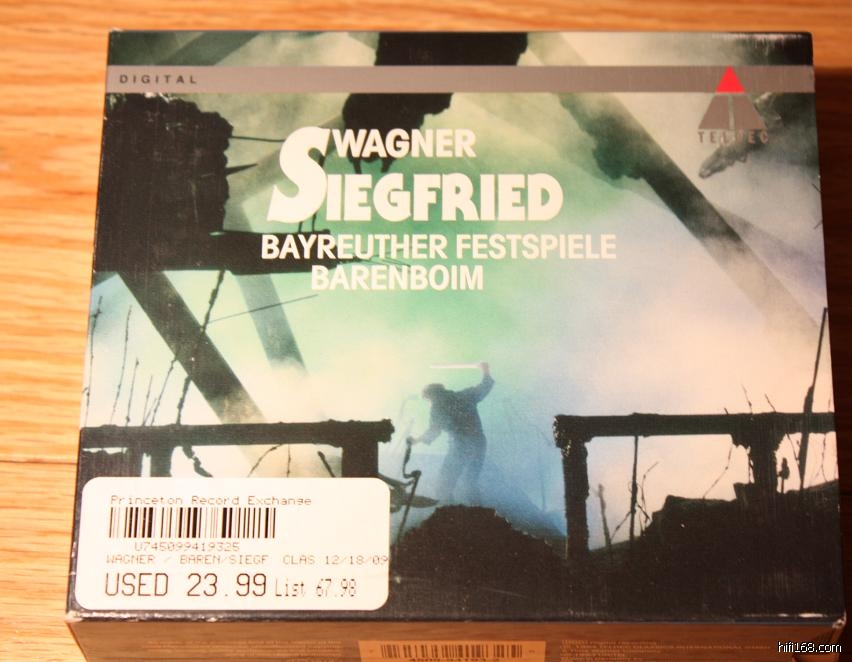 DIGITAL
TELDEC
WAGNER
SIEGFRIED
BAYREUTHER FESTSPIELE
BARENBOIM
Princeton Record Exchange
U745099419325
WAGNER / BAREN/SIEGF CLAS 12/18/09
USED 23.99 List 67.98
hifi168.com